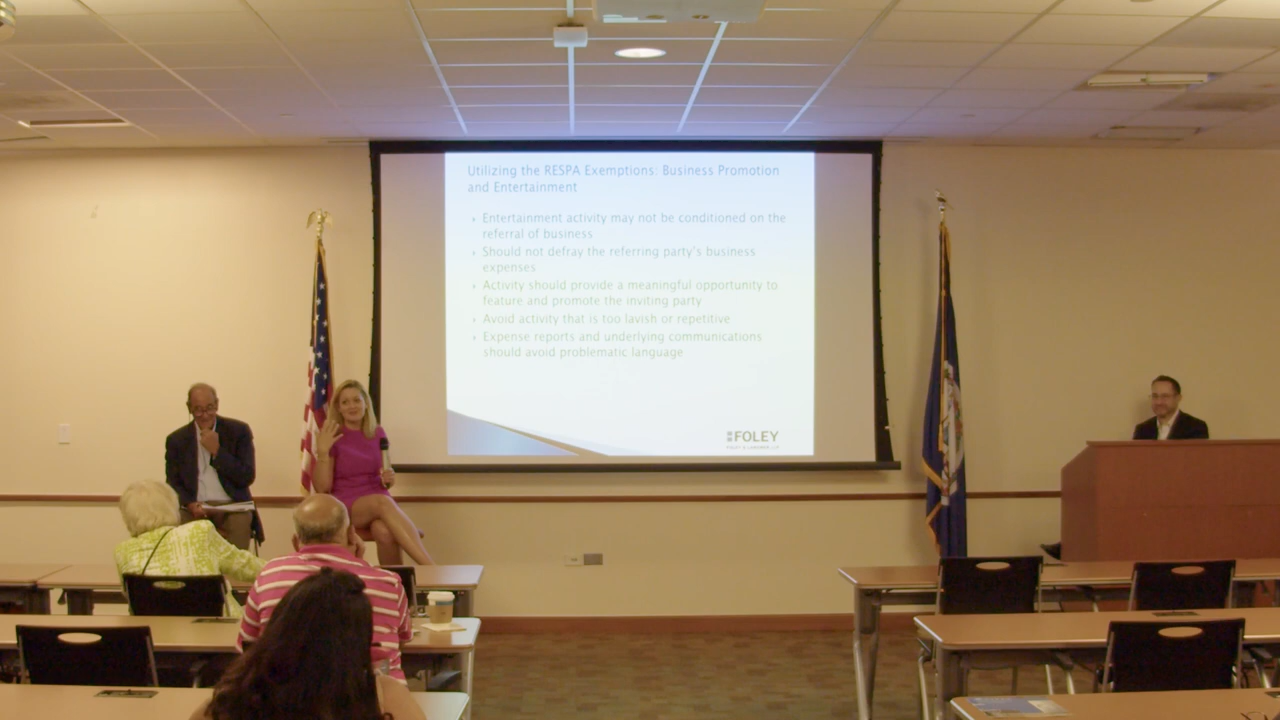 Utilizing the RESPA Exemptions: Business Promotion
and Entertainment
Entertainment activity may not be conditioned on the
referral of business
Should not defray the referring party's business
expenses
Activity should provide a meaningful opportunity to
feature and promote the inviting party
Avoid activity that is too lavish or repetitive
Expense reports and underlying communications
should avoid problematic language
FOLEY
FOLEY & LARDNER LLP